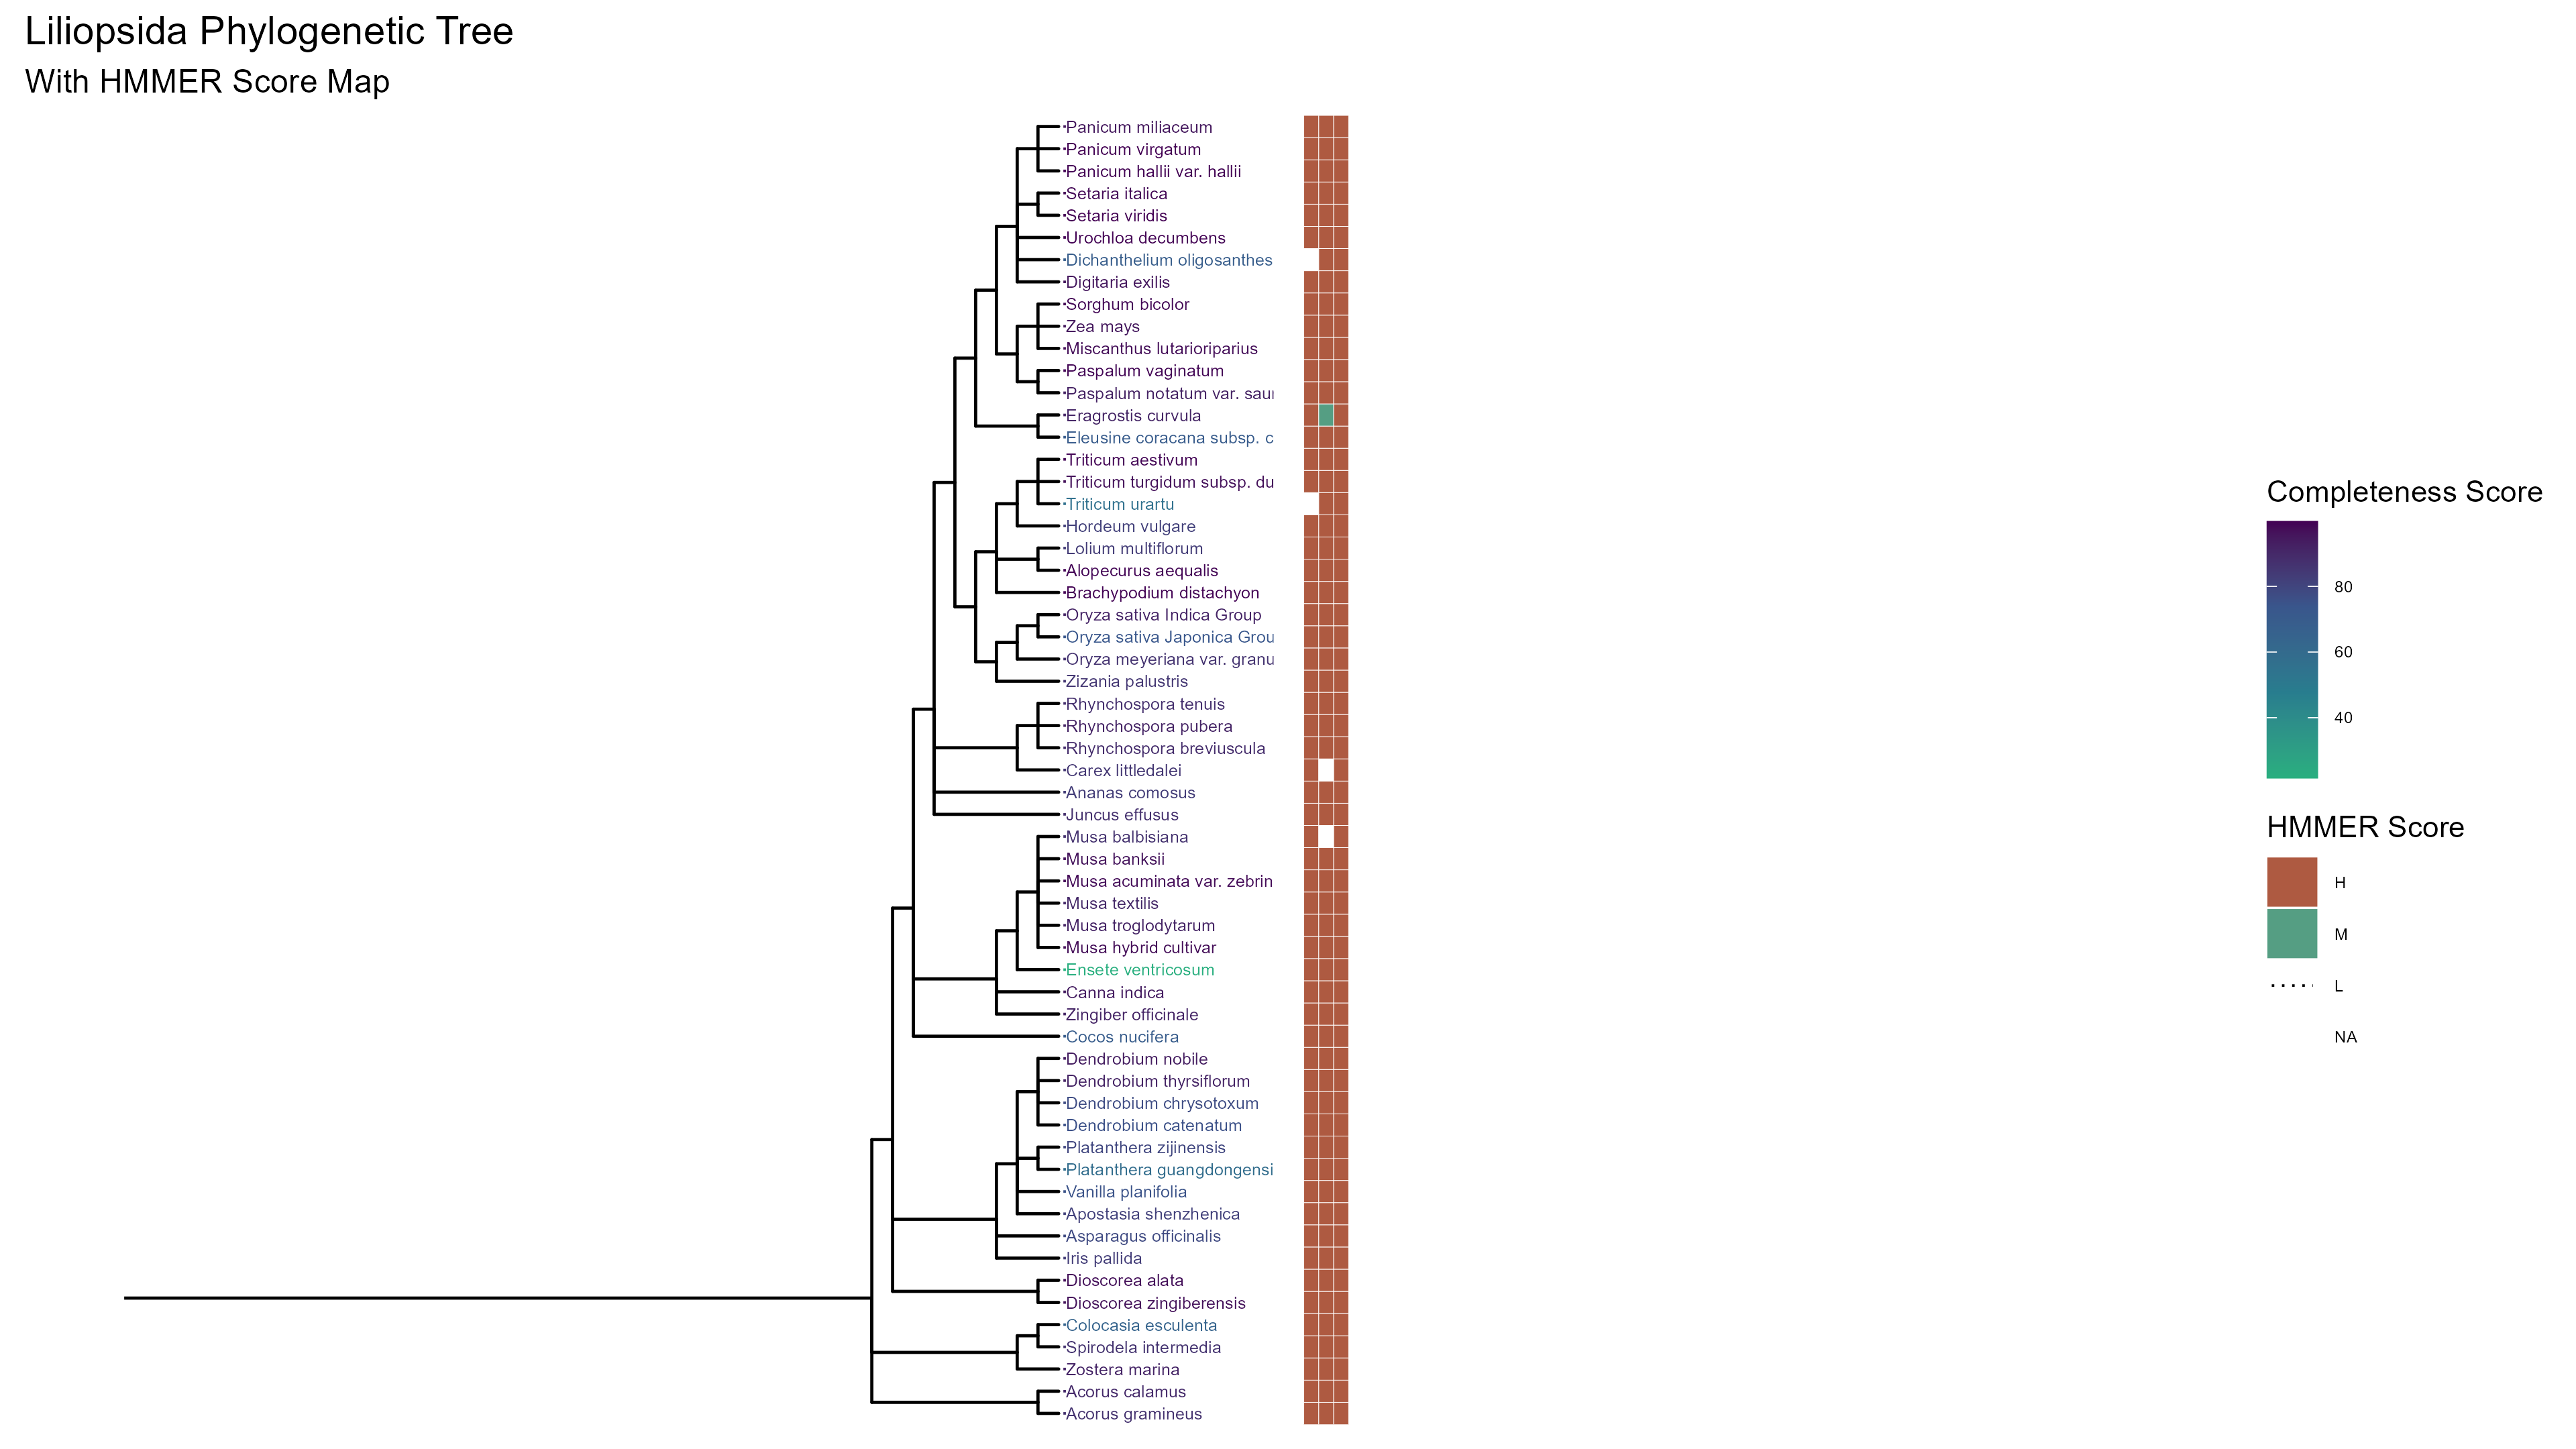 Liliopsida Phylogenetic Tree
With HMMER Score Map
Panicum miliaceum
Panicum virgatum
Panicum hallii var. hallii
Setaria italica
Setaria viridis
Urochloa decumbens
Dichanthelium oligosanthes
Digitaria exilis
Sorghum bicolor
Zea mays
Miscanthus lutarioriparius
Paspalum vaginatum
Paspalum notatum var. sau
Eragrostis curvula
Eleusine coracana subsp. c
Triticum aestivum
Triticum turgidum subsp. du
Triticum urartu
Hordeum vulgare
Lolium multiflorum
Alopecurus aequalis
Brachypodium distachyon
Oryza sativa Indica Group
Oryza sativa Japonica Grou
Oryza meyeriana var. granu
Zizania palustris
Rhynchospora tenuis
Rhynchospora pubera
Rhynchospora breviuscula
Carex littledalei
Ananas comosus
Juncus effusus
Musa balbisiana
Musa banksii
Musa acuminata var. zebrin
Musa textilis
Musa troglodytarum
Musa hybrid cultivar
Ensete ventricosum
Canna indica
Zingiber officinale
Cocos nucifera
Dendrobium nobile
Dendrobium thyrsiflorum
Dendrobium chrysotoxum
Dendrobium catenatum
Platanthera zijinensis
Platanthera guangdongensi
Vanilla planifolia
Apostasia shenzhenica
Asparagus officinalis
Iris pallida
Dioscorea alata
Dioscorea zingiberensis
Colocasia esculenta
Spirodela intermedia
Zostera marina
Acorus calamus
Acorus gramineus
Completeness Score
80
60
40
HMMER Score
H
M
L
NA